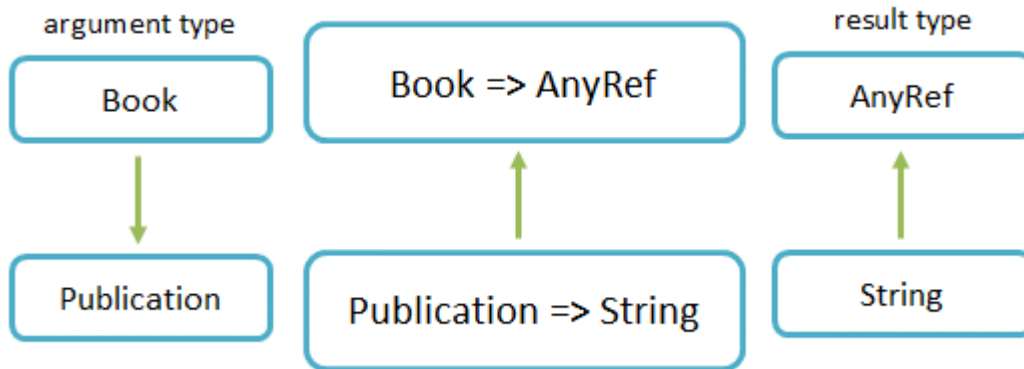 argument type
result type
Book
Book => AnyRef
AnyRef
Publication
Publication => String
String